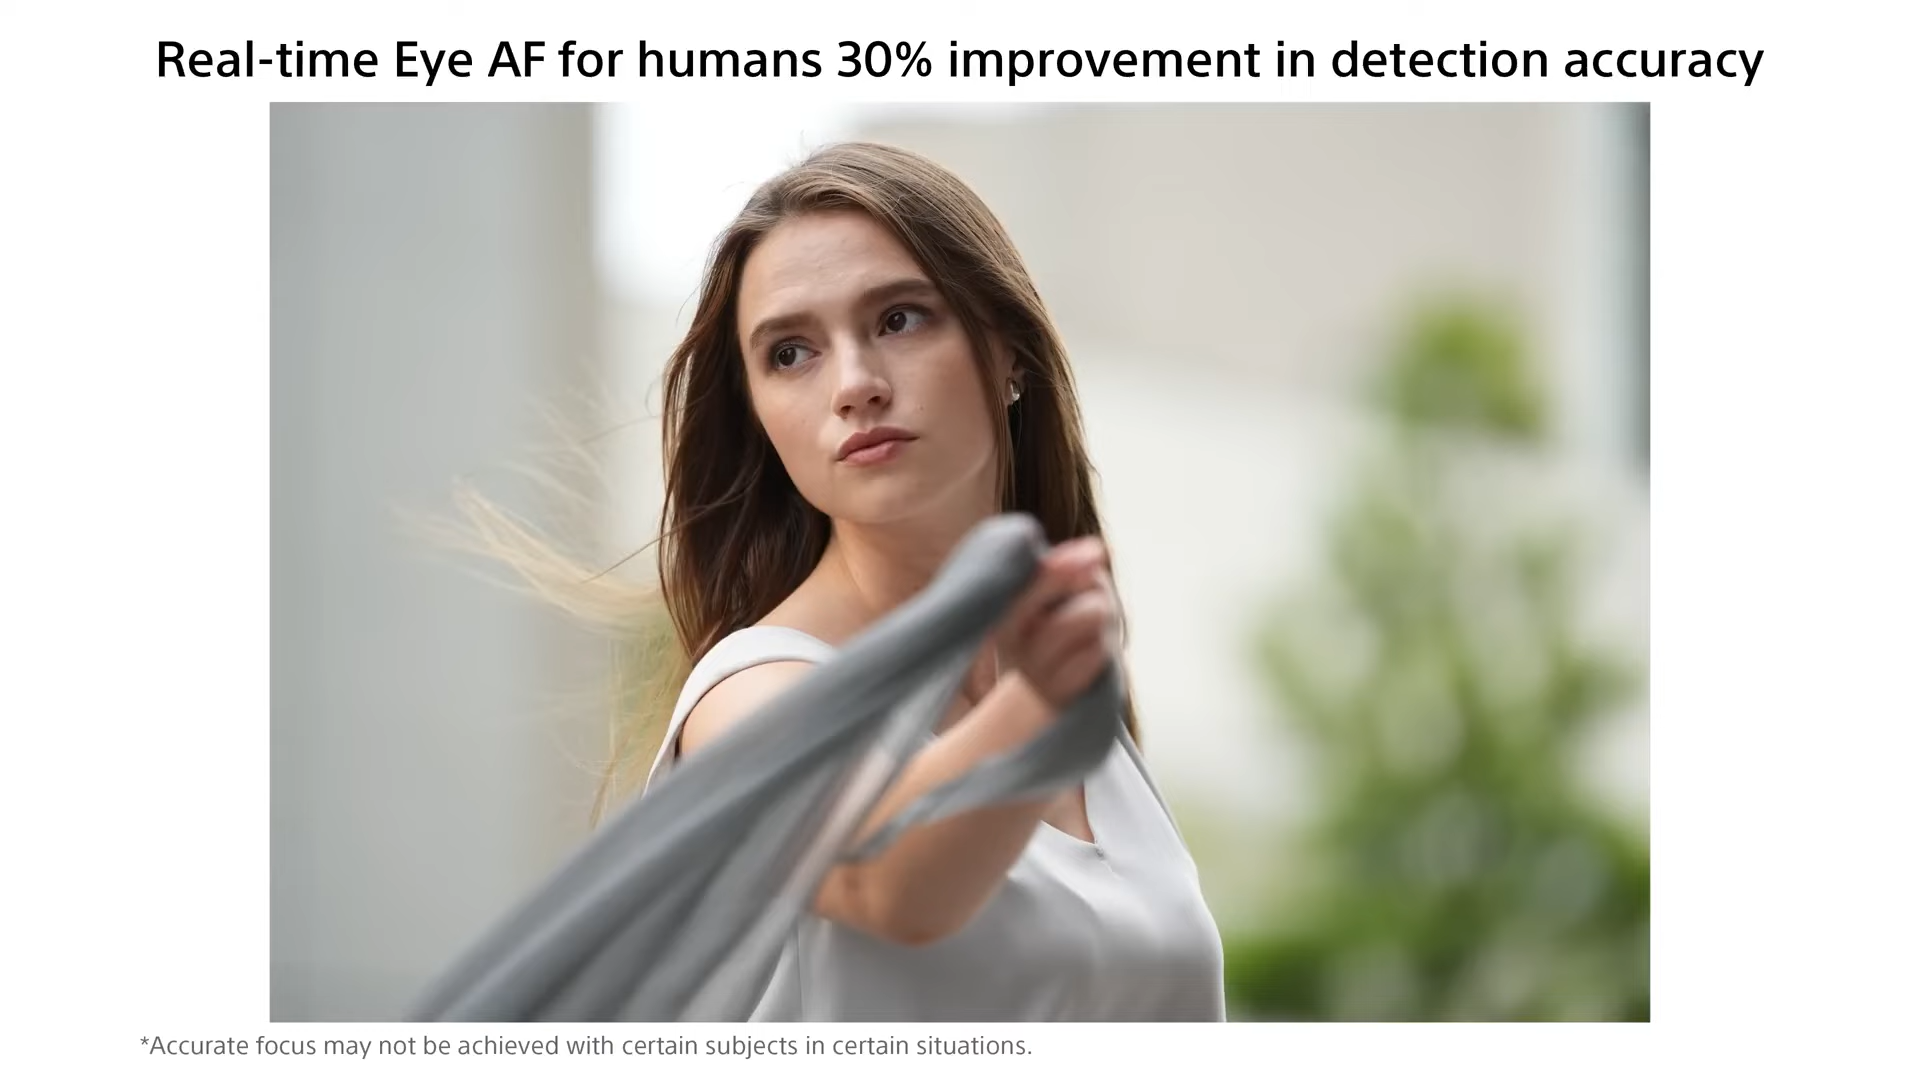 Real-time Eye AF for humans 30% improvement in detection accuracy
*Accurate focus may not be achieved with certain subjects in certain situations.